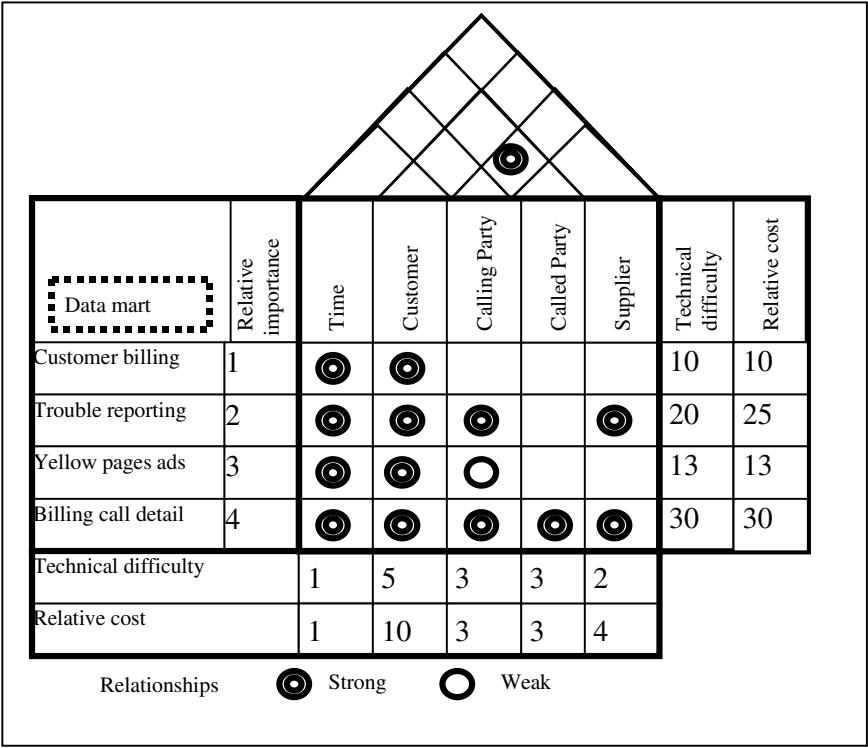 Data mart
Relative
importance
Time
Customer
Calling Party
Called Party
Supplier
Technical
difficulty
Relative cost
Customer billing 1 10 10
Trouble reporting 2 20 25
Yellow pages ads 3 13 13
Billing call detail 4 30 30
Technical difficulty 1 5 3 3 2
Relative cost 1 10 3 3 4
Relationships Strong Weak